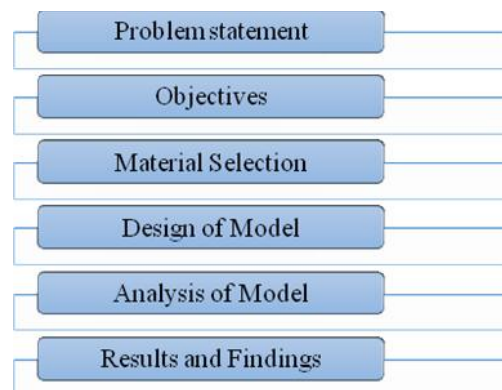 Problem statement
Objectives
Material Selection
Design of Model
Analysis of Model
Results and Findings